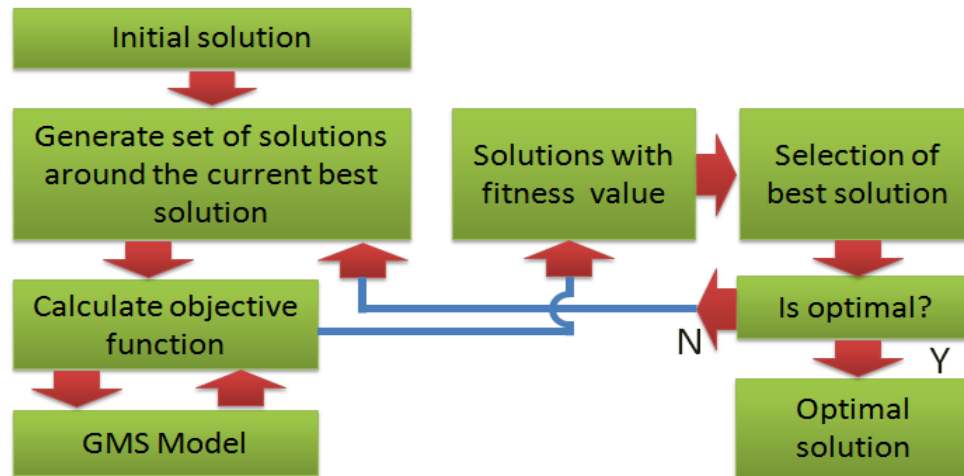 Initial solution
Generate set of solutions
around the current best
solution
Calculate objective
function
GMS Model
Solutions with
fitness value
Selection of
best solution
Is optimal?
N
Y
Optimal
solution